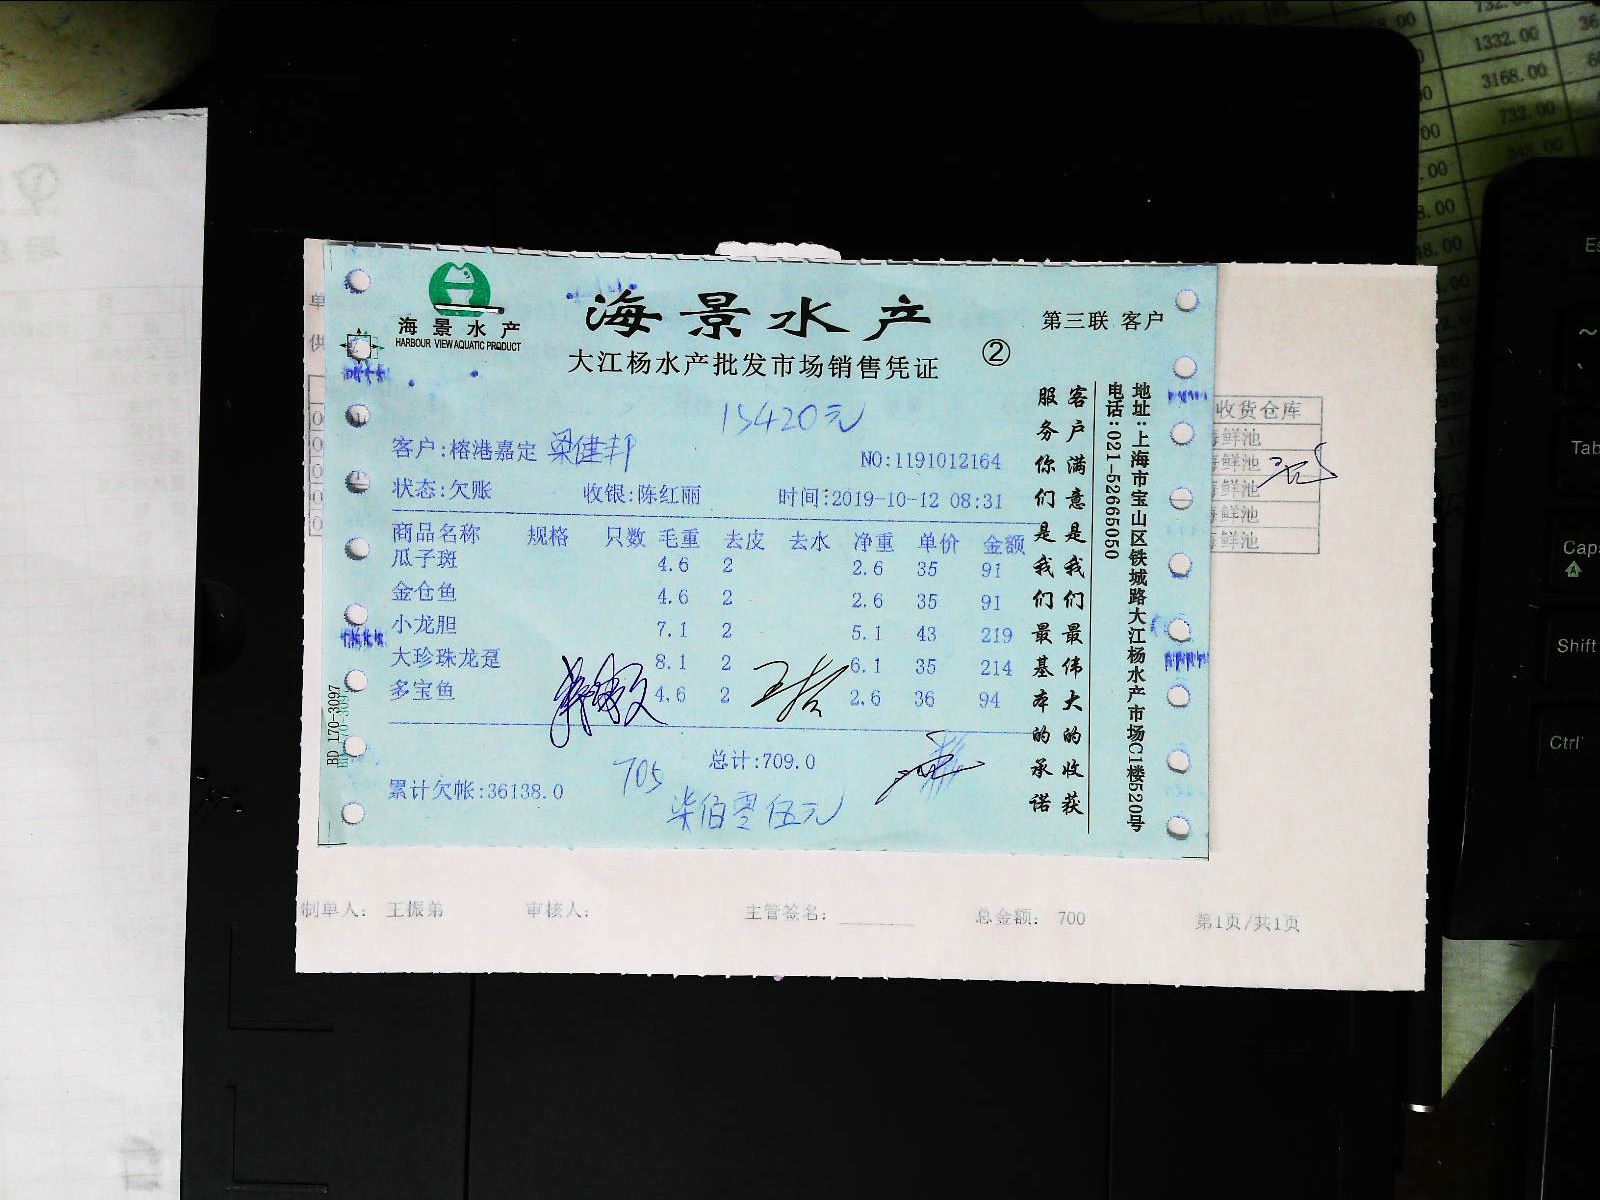 海景水产
HARBOUR VIEW AQUATIC PRODUCT
海景水产
大江杨水产批发市场销售凭证
②
第三联 客户
15420元
客户:榕港嘉定 梁健邦
NO:1191012164
状态:欠账 收银:陈红丽 时间:2019-10-12 08:31
商品名称 规格 只数 毛重 去皮 去水 净重 单价 金额
瓜子斑 4.6 2 2.6 35 91
金仓鱼 4.6 2 2.6 35 91
小龙胆 7.1 2 5.1 43 219
大珍珠龙趸 8.1 2 6.1 35 214
多宝鱼 4.6 2 2.6 36 94
总计:709.0
累计欠帐:36138.0
705
柒佰零伍元
客户满意是我们最伟大的收获
服务你们是我们最基本的承诺
地址:上海市宝山区铁城路大江杨水产市场C1楼520号
电话:021-52665050
BD 170-3097
单
供
收货仓库
海鲜池
海鲜池
海鲜池
海鲜池
海鲜池
制单人: 王振弟 审核人: 主管签名: 总金额: 700 第1页/共1页
1332.00
3168.00
732.00
348.00
Esc
Tab
Caps
Shift
Ctrl